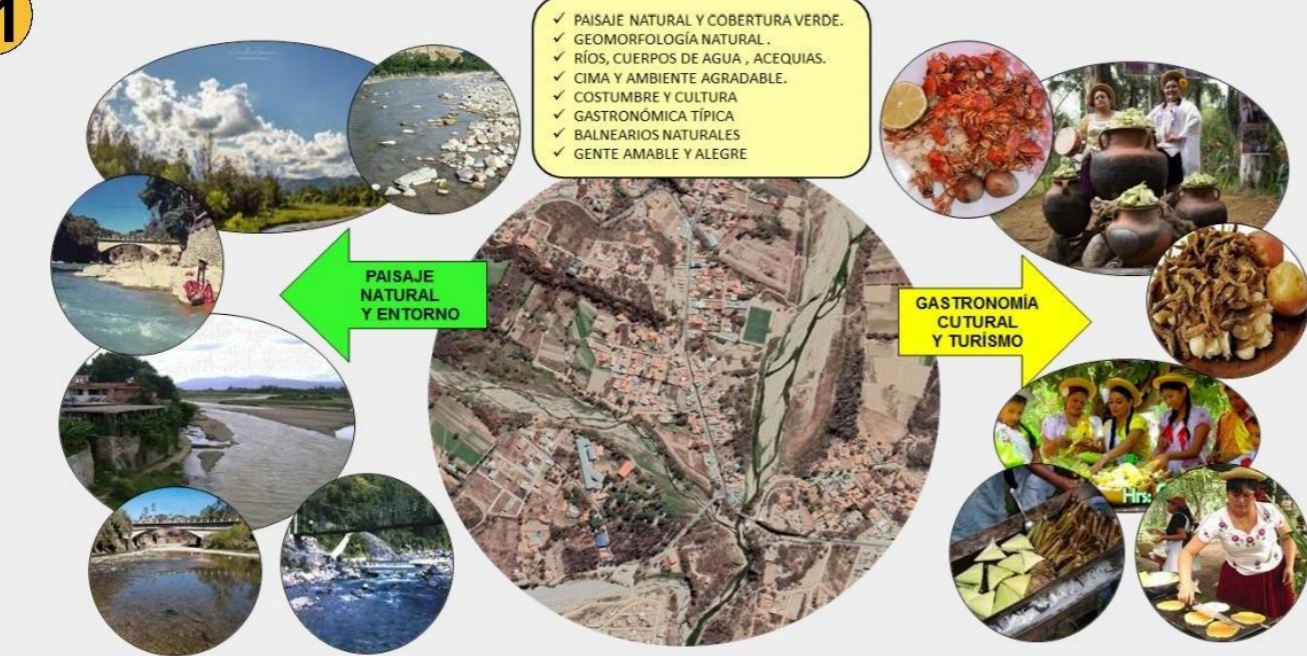 1
✓ PAISAJE NATURAL Y COBERTURA VERDE.
✓ GEOMORFOLOGÍA NATURAL .
✓ RÍOS, CUERPOS DE AGUA , ACEQUIAS.
✓ CIMA Y AMBIENTE AGRADABLE.
✓ COSTUMBRE Y CULTURA
✓ GASTRONÓMICA TÍPICA
✓ BALNEARIOS NATURALES
✓ GENTE AMABLE Y ALEGRE
PAISAJE
NATURAL
Y ENTORNO
GASTRONOMÍA
CUTURAL
Y TURÍSMO
Hrs: